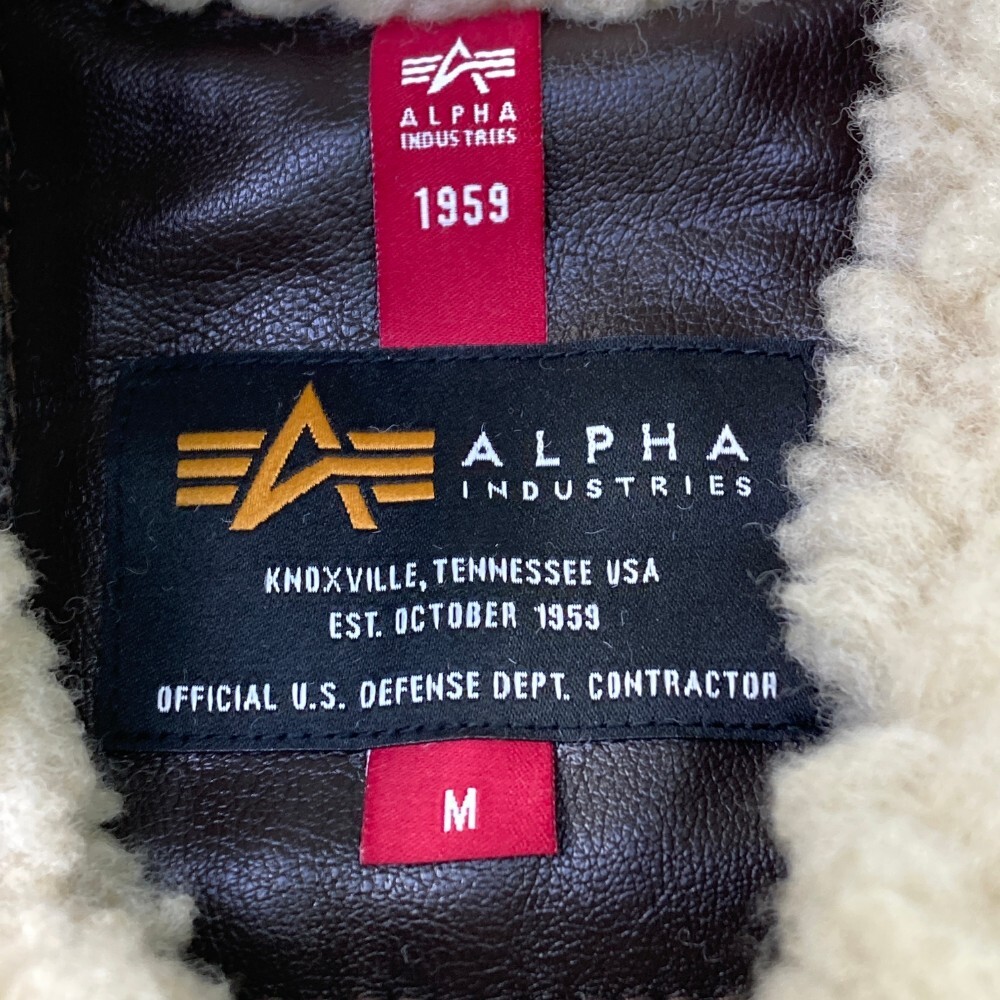 ALPHA
INDUSTRIES
1959
ALPHA
INDUSTRIES
KNOXVILLE, TENNESSEE USA
EST. OCTOBER 1959
OFFICIAL U.S. DEFENSE DEPT. CONTRACTOR
M